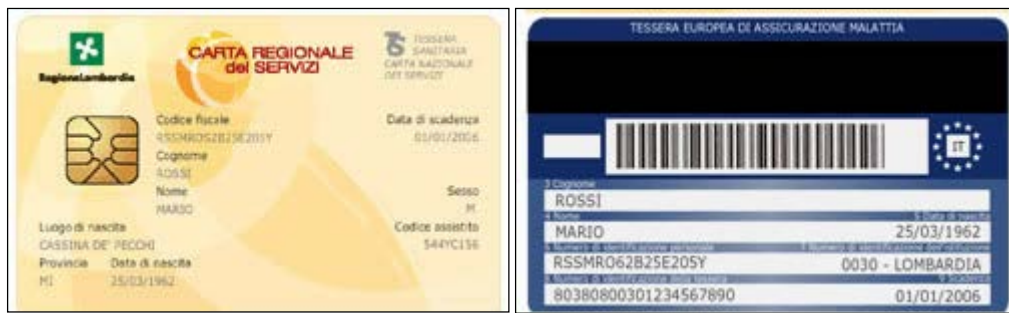 RegioneLombardia
CARTA REGIONALE
dei SERVIZI
TESSERA
SANITARIA
CARTA NAZIONALE
DEI SERVIZI
Codice fiscale
Data di scadenza
RSSMRO62B25E205Y
01/01/2006
Cognome
ROSSI
Nome
Sesso
MARIO
M
Luogo di nascita
Codice assistito
CASSINA DE' PECCHI
544YC156
Provincia Data di nascita
MI 25/03/1962
TESSERA EUROPEA DI ASSICURAZIONE MALATTIA
IT
3 Cognome
ROSSI
4 Nome
5 Data di nascita
MARIO
25/03/1962
6 Numero di identificazione personale
7 Numero di identificazione dell'istituzione
RSSMRO62B25E205Y
0030 - LOMBARDIA
8 Numero di identificazione della tessera
9 Scadenza
80380800301234567890
01/01/2006